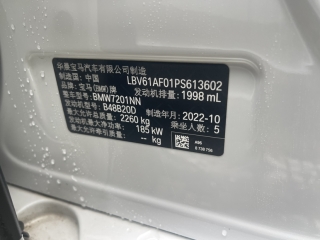 华晨宝马汽车有限公司制造
制造国: 中国 LBV61AF01PS613602
品牌: 宝马(BMW)牌 发动机排量: 1998 mL
整车型号: BMW7201NN
发动机型号: B48B20D
最大允许总质量: 2260 kg 制造年月: 2022-10
发动机最大净功率: 185 kW 乘坐人数: 5
-- kg